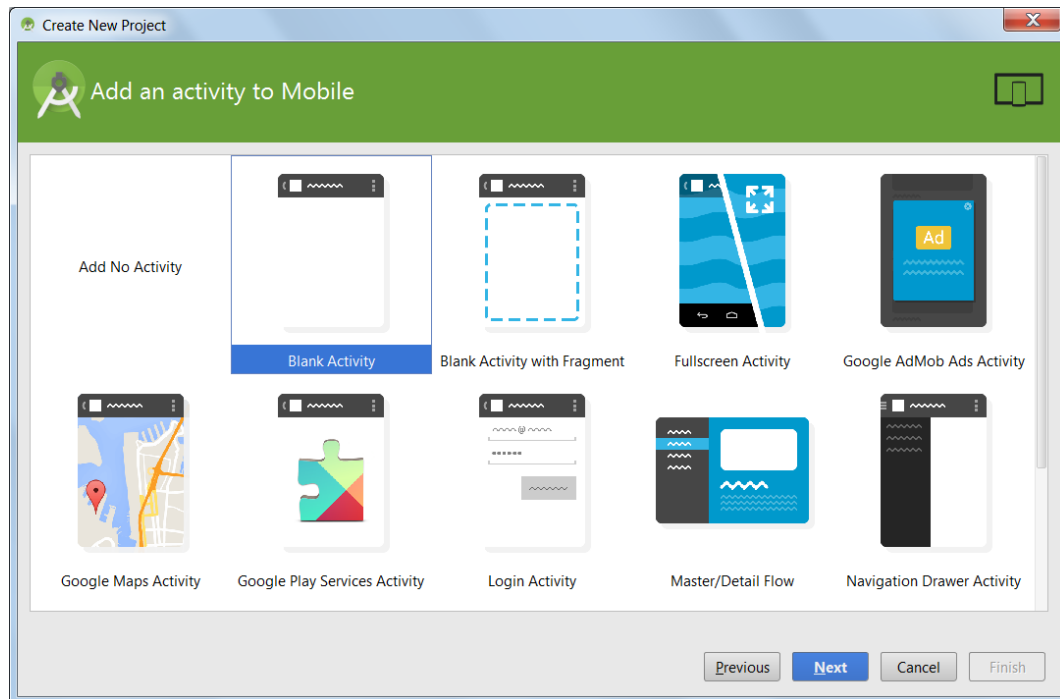 Create New Project
Add an activity to Mobile
Add No Activity
Blank Activity
Blank Activity with Fragment
Fullscreen Activity
Ad
Google AdMob Ads Activity
@
Google Maps Activity
Google Play Services Activity
Login Activity
Master/Detail Flow
Navigation Drawer Activity
Previous
Next
Cancel
Finish